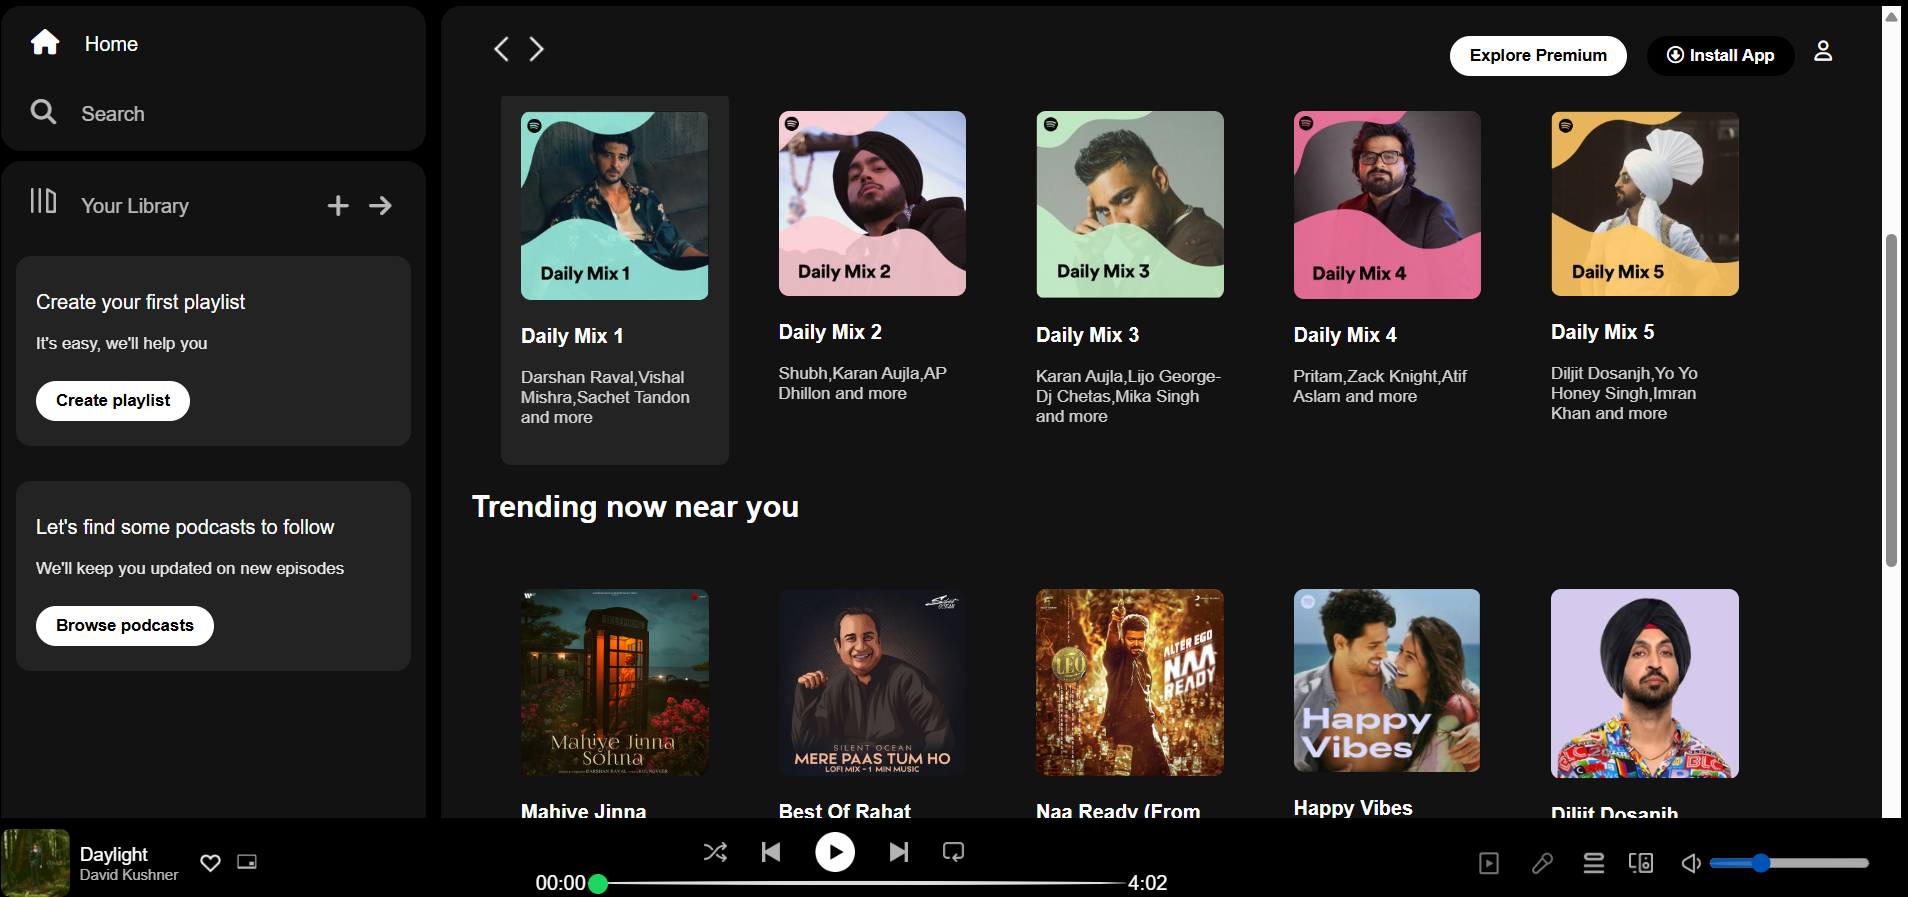 Home
Search
Your Library
Create your first playlist
It's easy, we'll help you
Create playlist
Let's find some podcasts to follow
We'll keep you updated on new episodes
Browse podcasts
Explore Premium
Install App
Daily Mix 1
Daily Mix 2
Daily Mix 3
Daily Mix 4
Daily Mix 5
Daily Mix 1
Darshan Raval,Vishal
Mishra,Sachet Tandon
and more
Daily Mix 2
Shubh,Karan Aujla,AP
Dhillon and more
Daily Mix 3
Karan Aujla,Lijo George-
Dj Chetas,Mika Singh
and more
Daily Mix 4
Pritam,Zack Knight,Atif
Aslam and more
Daily Mix 5
Diljit Dosanjh,Yo Yo
Honey Singh,Imran
Khan and more
Trending now near you
TELEPHONE
Mahiye Jinna
Sohna
DARSHAN RAVAL
Silent
OCEAN
SILENT OCEAN
MERE PAAS TUM HO
LOFI MIX - 1 MIN MUSIC
LEO
ALTER EGO
NAA
READY
Happy
Vibes
Mahiye Jinna
Best Of Rahat
Naa Ready (From
Happy Vibes
Diljit Dosanjh
Daylight
David Kushner
00:00
4:02